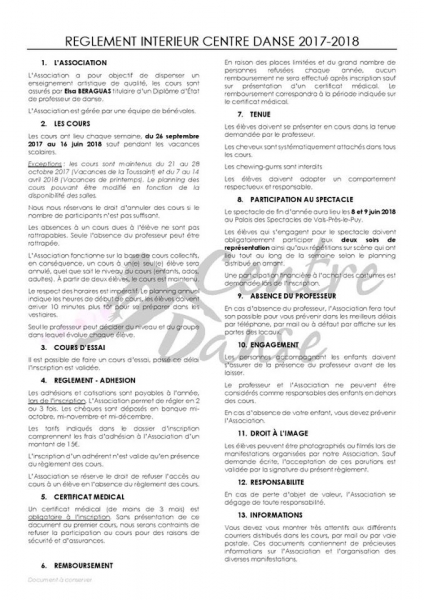 REGLEMENT INTERIEUR CENTRE DANSE 2017-2018
1. L'ASSOCIATION
L'Association a pour objectif de dispenser un
enseignement artistique de qualité, les cours sont
assurés par Elsa BERAGUAS titulaire d'un Diplôme d'État
de professeur de danse.
L'Association est gérée par une équipe de bénévoles.
2. LES COURS
Les cours ont lieu chaque semaine, du 26 septembre
2017 au 16 juin 2018 sauf pendant les vacances
scolaires.
Exceptions : les cours sont maintenus du 21 au 28
octobre 2017 (Vacances de la Toussaint) et du 7 au 14
avril 2018 (Vacances de printemps). Le planning des
cours pouvant être modifié en fonction de la
disponibilité des salles.
Nous nous réservons le droit d'annuler des cours si le
nombre de participants n'est pas suffisant.
Les absences à un cours dues à l'élève ne sont pas
rattrapables. Seule l'absence du professeur peut être
rattrapée.
L'Association fonctionne sur la base de cours collectifs,
en conséquence, un cours à un(e) seul(e) élève sera
annulé, quel que soit le niveau du cours (enfants, ados,
adultes). A partir de deux élèves, le cours est maintenu.
Le respect des horaires est impératif. Le planning annuel
indique les heures de début de cours, les élèves doivent
arriver 10 minutes plus tôt pour se préparer dans les
vestiaires.
Seul le professeur peut décider du niveau et du groupe
dans lequel évolue chaque élève.
3. COURS D'ESSAI
Il est possible de faire un cours d'essai, passé ce délai
l'inscription est validée.
4. REGLEMENT - ADHESION
Les adhésions et cotisations sont payables à l'année,
lors de l'inscription. L'Association permet de régler en 2
ou 3 fois. Les chèques sont déposés en banque mi-
octobre, mi-novembre et mi-décembre.
Les tarifs indiqués dans le dossier d'inscription
comprennent les frais d'adhésion à l'Association d'un
montant de 15€.
L'inscription d'un adhérent n'est valide qu'en présence
du règlement des cours.
L'Association se réserve le droit de refuser l'accès au
cours à un élève en l'absence du règlement des cours.
5. CERTIFICAT MEDICAL
Un certificat médical (de moins de 3 mois) est
obligatoire à l'inscription. Sans présentation de ce
document au premier cours, nous serons contraints de
refuser la participation au cours pour des raisons de
sécurité et d'assurances.
6. REMBOURSEMENT
En raison des places limitées et du grand nombre de
personnes refusées chaque année, aucun
remboursement ne sera effectué après inscription sauf
sur présentation d'un certificat médical. Le
remboursement correspondra à la période indiquée sur
le certificat médical.
7. TENUE
Les élèves doivent se présenter en cours dans la tenue
demandée par le professeur.
Les cheveux sont systématiquement attachés dans tous
les cours.
Les chewing-gums sont interdits
Les élèves doivent adopter un comportement
respectueux et responsable.
8. PARTICIPATION AU SPECTACLE
Le spectacle de fin d'année aura lieu les 8 et 9 juin 2018
au Palais des Spectacles de Vals-Près-le-Puy.
Les élèves qui s'engagent pour le spectacle doivent
obligatoirement participer aux deux soirs de
représentation ainsi qu'aux répétitions sur scène qui ont
lieu tout au long de la semaine selon le planning
distribué en amont.
Une participation financière à l'achat des costumes est
demandée lors de l'inscription.
9. ABSENCE DU PROFESSEUR
En cas d'absence du professeur, l'Association fera tout
son possible pour vous prévenir dans les meilleurs délais
par téléphone, par mail ou à défaut par affiche sur les
portes des locaux.
10. ENGAGEMENT
Les personnes accompagnant les enfants doivent
s'assurer de la présence du professeur avant de les
laisser.
Le professeur et l'Association ne peuvent être
considérés comme responsables des enfants en dehors
des cours.
En cas d'absence de votre enfant, vous devez prévenir
l'Association.
11. DROIT À L'IMAGE
Les élèves peuvent être photographiés ou filmés lors de
manifestations organisées par notre Association. Sauf
demande écrite, l'acceptation de ces parutions est
validée par la signature du présent règlement.
12. RESPONSABILITE
En cas de perte d'objet de valeur, l'Association se
dégage de toute responsabilité.
13. INFORMATIONS
Vous devez vous montrer très attentifs aux différents
courriers distribués dans les cours, par mail ou par voie
postale. Ces documents contiennent de précieuses
informations sur l'Association et l'organisation des
diverses manifestations.
Centre
Danse
Document à conserver